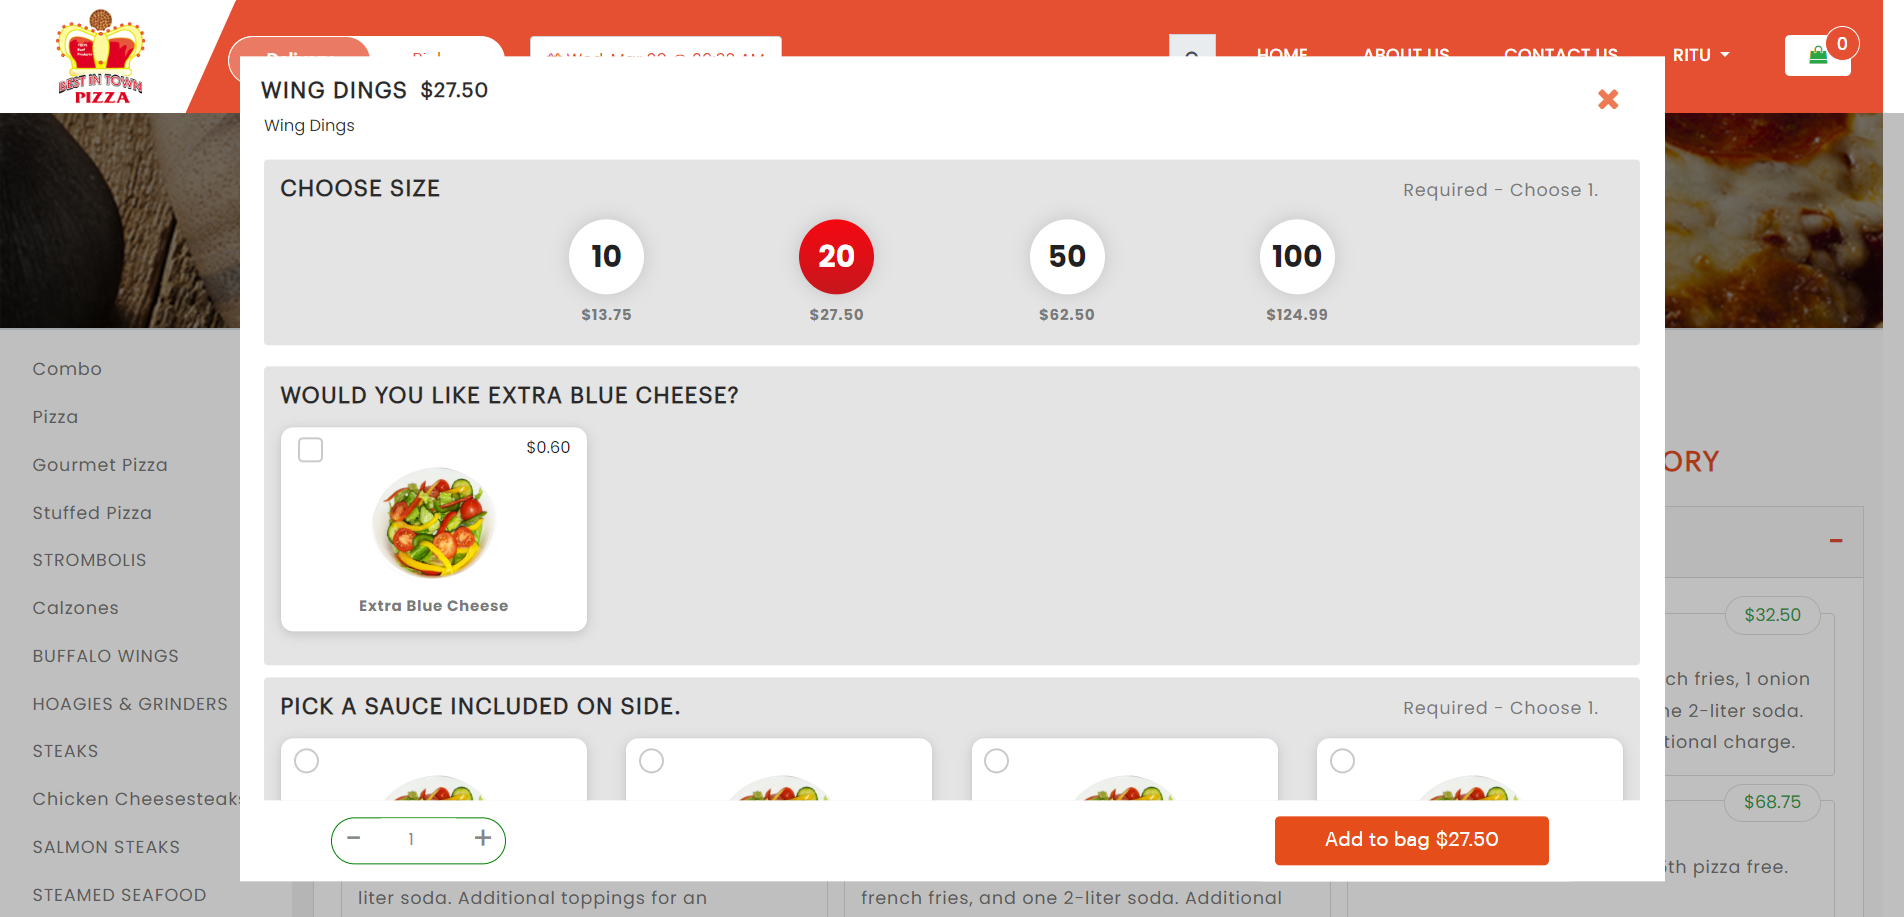 BEST IN TOWN
PIZZA
HOME
ABOUT US
CONTACT US
RITU
0
WING DINGS $27.50
Wing Dings
CHOOSE SIZE
Required - Choose 1.
10
20
50
100
$13.75
$27.50
$62.50
$124.99
WOULD YOU LIKE EXTRA BLUE CHEESE?
$0.60
Extra Blue Cheese
PICK A SAUCE INCLUDED ON SIDE.
Required - Choose 1.
- 1 +
Add to bag $27.50
Combo
Pizza
Gourmet Pizza
Stuffed Pizza
STROMBOLIS
Calzones
BUFFALO WINGS
HOAGIES & GRINDERS
STEAKS
Chicken Cheesesteaks
SALMON STEAKS
STEAMED SEAFOOD
ORY
$32.50
ch fries, 1 onion
ne 2-liter soda.
tional charge.
$68.75
5th pizza free.
liter soda. Additional toppings for an
french fries, and one 2-liter soda. Additional